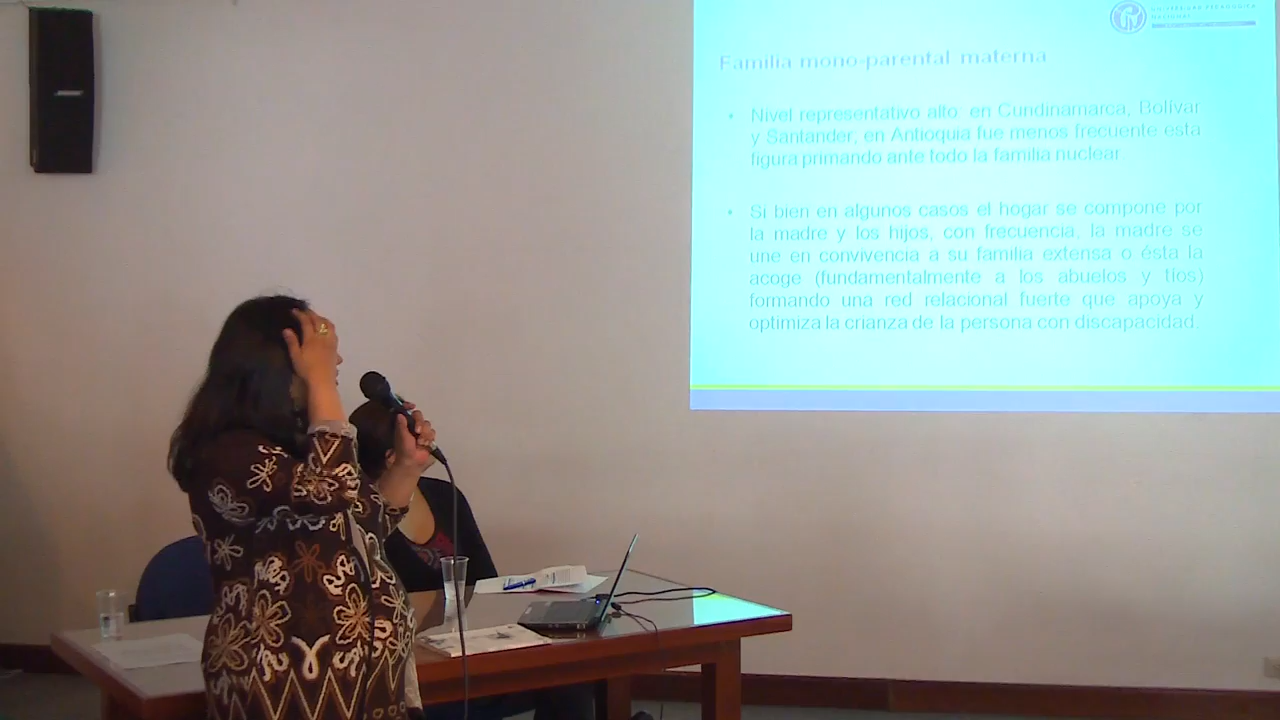 UNIVERSIDAD PEDAGOGICA
NACIONAL
Familia mono-parental materna
• Nivel representativo alto: en Cundinamarca, Bolívar
y Santander; en Antioquia fue menos frecuente esta
figura primando ante todo la familia nuclear
• Si bien en algunos casos el hogar se compone por
la madre y los hijos, con frecuencia, la madre se
une en convivencia a su familia extensa o ésta la
acoge (fundamentalmente a los abuelos y tíos)
formando una red relacional fuerte que apoya y
optimiza la crianza de la persona con discapacidad.